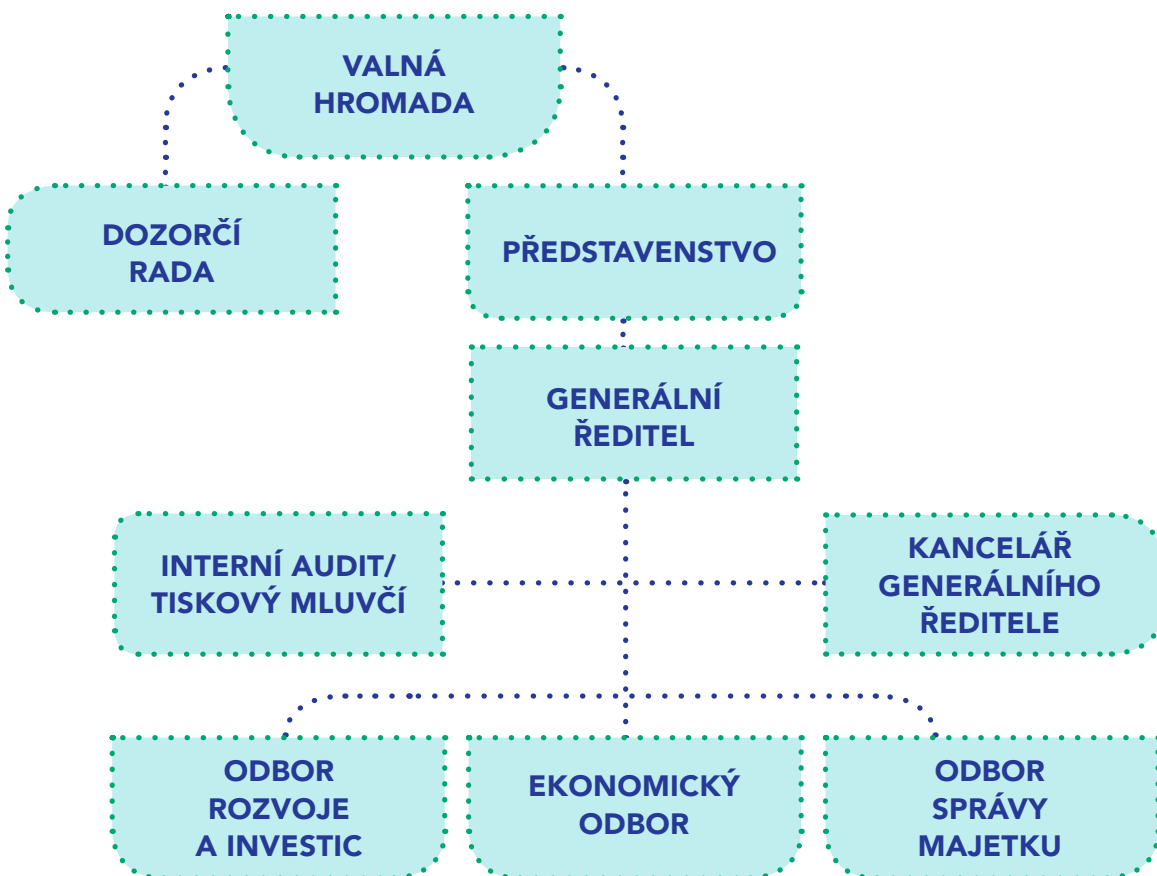 VALNÁ
HROMADA
DOZORČÍ
RADA
PŘEDSTAVENSTVO
GENERÁLNÍ
ŘEDITEL
INTERNÍ AUDIT/
TISKOVÝ MLUVČÍ
KANCELÁŘ
GENERÁLNÍHO
ŘEDITELE
ODBOR
ROZVOJE
A INVESTIC
EKONOMICKÝ
ODBOR
ODBOR
SPRÁVY
MAJETKU